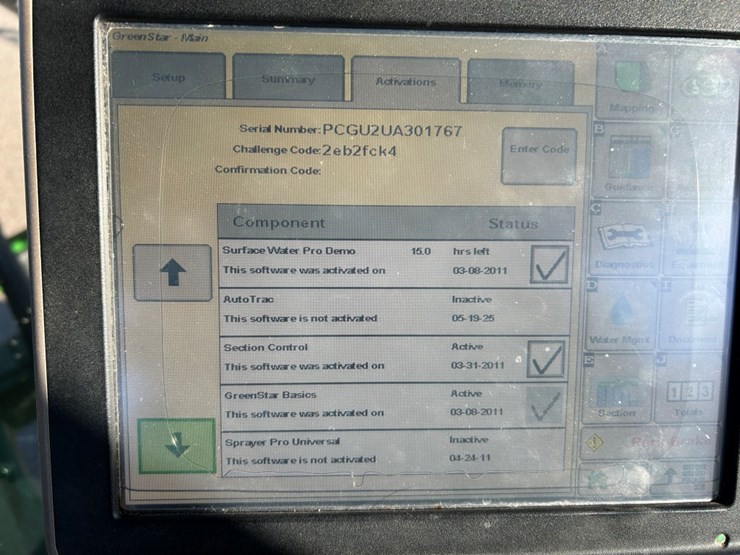 GreenStar - Main
Setup
Summary
Activations
Memory
Mapping
Serial Number: PCGU2UA301767
Challenge Code: 2eb2fck4
Confirmation Code:
Enter Code
B
Guidance
C
Component Status
Surface Water Pro Demo 15.0 hrs left
This software was activated on 03-08-2011
Diagnostics
AutoTrac Inactive
This software is not activated 05-19-25
D
Water Mgmt
Section Control Active
This software was activated on 03-31-2011
E
GreenStar Basics Active
This software was activated on 03-08-2011
Section
123
Totals
Sprayer Pro Universal Inactive
This software is not activated 04-24-11